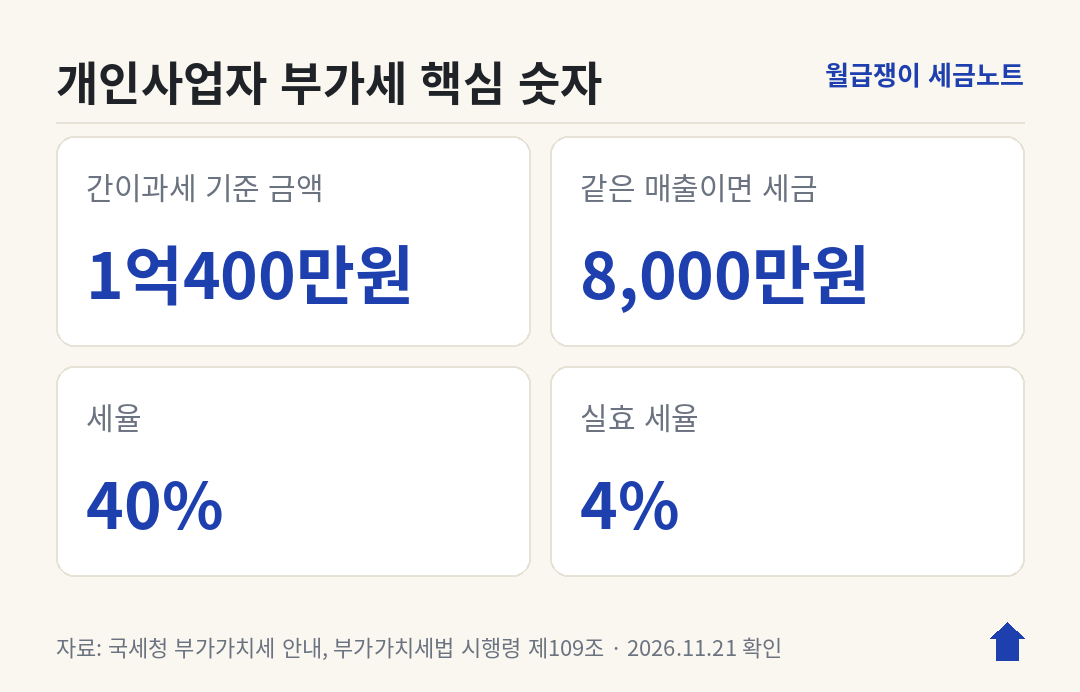 개인사업자 부가세 핵심 숫자
월급쟁이 세금노트
간이과세 기준 금액
1억400만원
같은 매출이면 세금
8,000만원
세율
40%
실효 세율
4%
자료: 국세청 부가가치세 안내, 부가가치세법 시행령 제109조 · 2026.11.21 확인